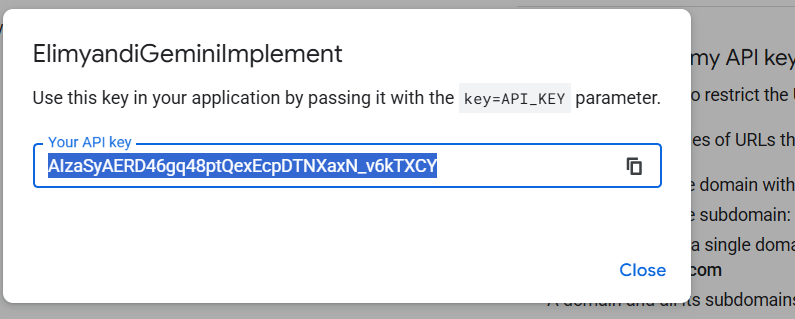 ElimyandiGeminiImplement
my API key
Use this key in your application by passing it with the key=API_KEY parameter.
o restrict the
Your API key
AIzaSyAERD46gq48ptQexEcpDTNXaxN_v6kTXCY
es of URLs th
e domain with
e subdomain:
a single doma
com
Close
A domain and all its subdomains